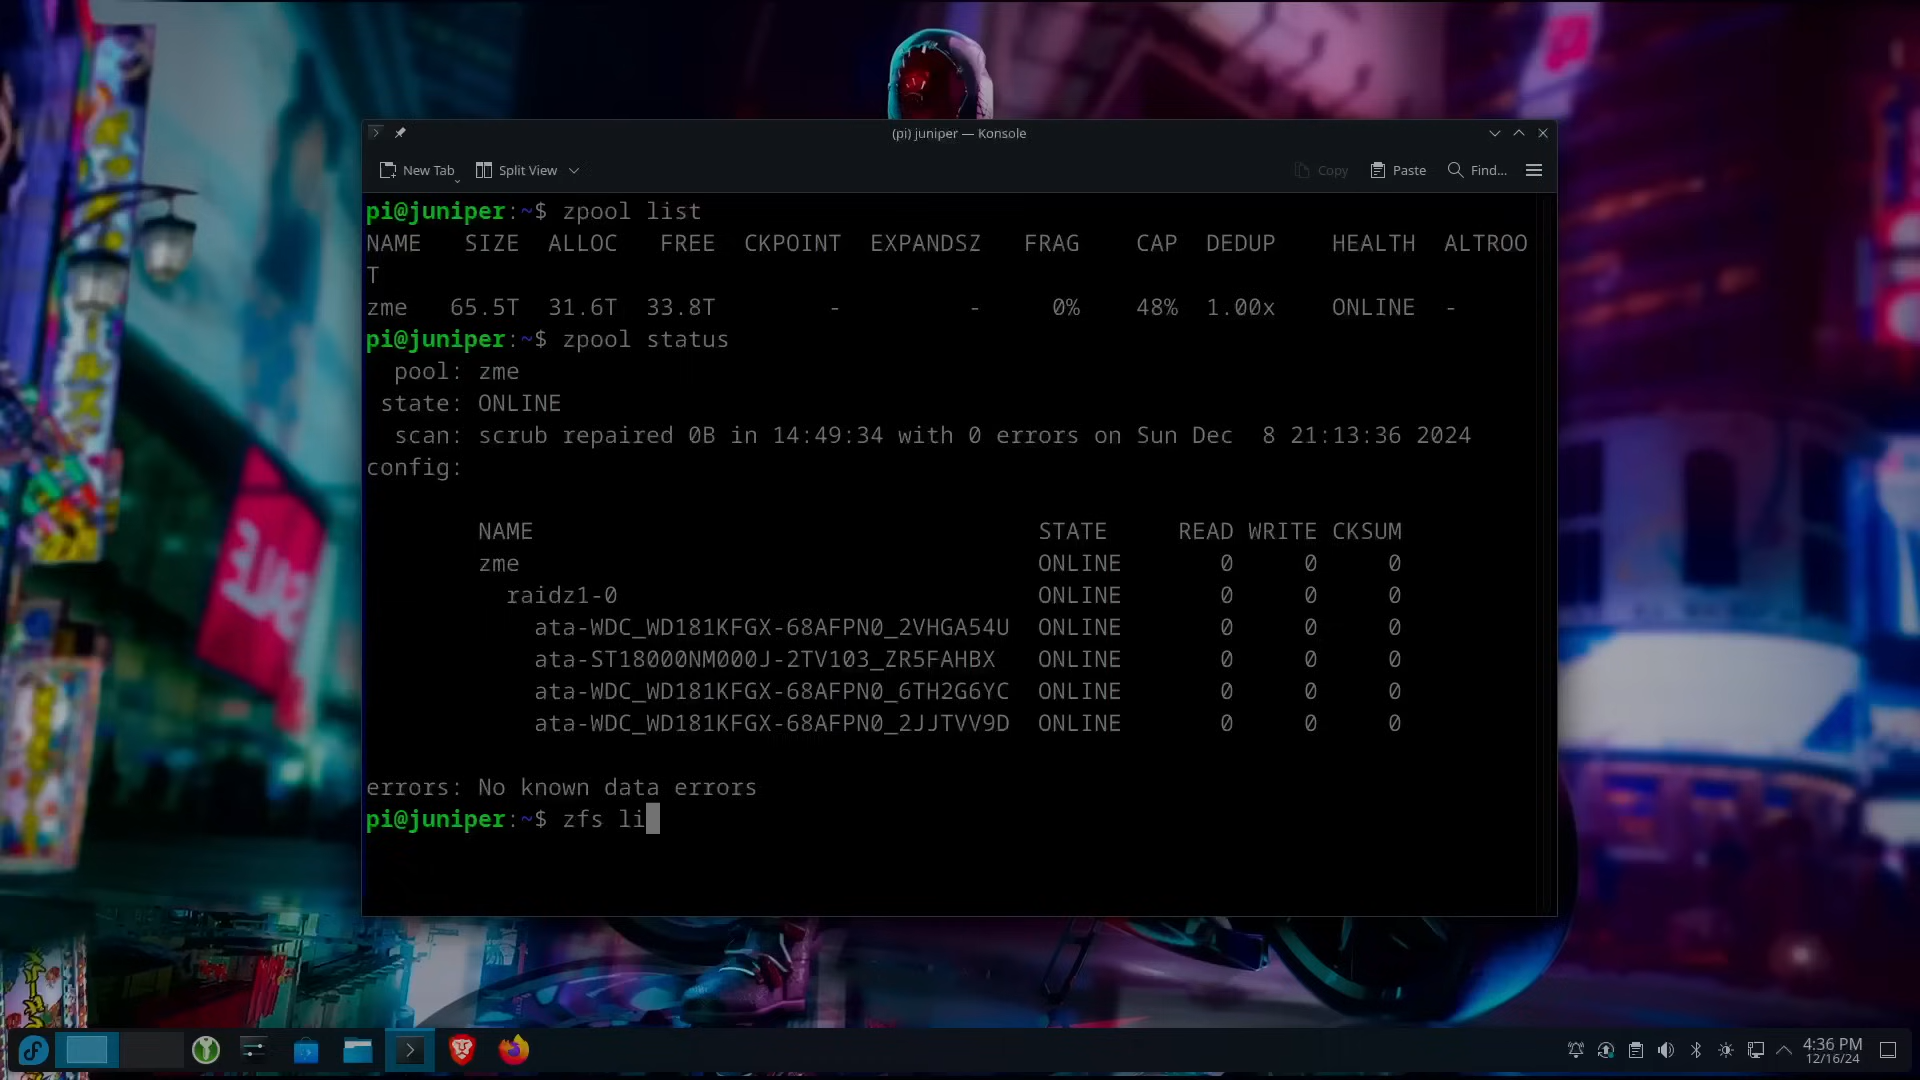 (pi) juniper — Konsole
New Tab Split View Copy Paste Find...
pi@juniper:~$ zpool list
NAME SIZE ALLOC FREE CKPOINT EXPANDSZ FRAG CAP DEDUP HEALTH ALTROO
T
zme 65.5T 31.6T 33.8T - - 0% 48% 1.00x ONLINE -
pi@juniper:~$ zpool status
pool: zme
state: ONLINE
scan: scrub repaired 0B in 14:49:34 with 0 errors on Sun Dec 8 21:13:36 2024
config:
NAME STATE READ WRITE CKSUM
zme ONLINE 0 0 0
raidz1-0 ONLINE 0 0 0
ata-WDC_WD181KFGX-68AFPN0_2VHGA54U ONLINE 0 0 0
ata-ST18000NM000J-2TV103_ZR5FAHBX ONLINE 0 0 0
ata-WDC_WD181KFGX-68AFPN0_6TH2G6YC ONLINE 0 0 0
ata-WDC_WD181KFGX-68AFPN0_2JJTVV9D ONLINE 0 0 0
errors: No known data errors
pi@juniper:~$ zfs li
4:36 PM
12/16/24